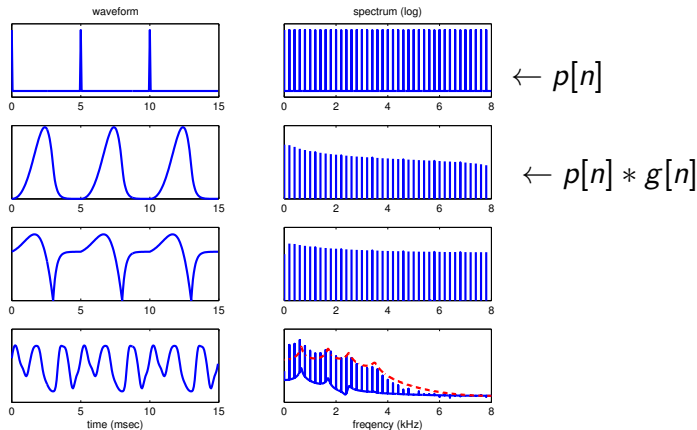 waveform
spectrum (log)
0 5 10 15
0 2 4 6 8
← p[n]
0 5 10 15
0 2 4 6 8
← p[n] ∗ g[n]
0 5 10 15
0 2 4 6 8
0 5 10 15
0 2 4 6 8
time (msec)
freqency (kHz)